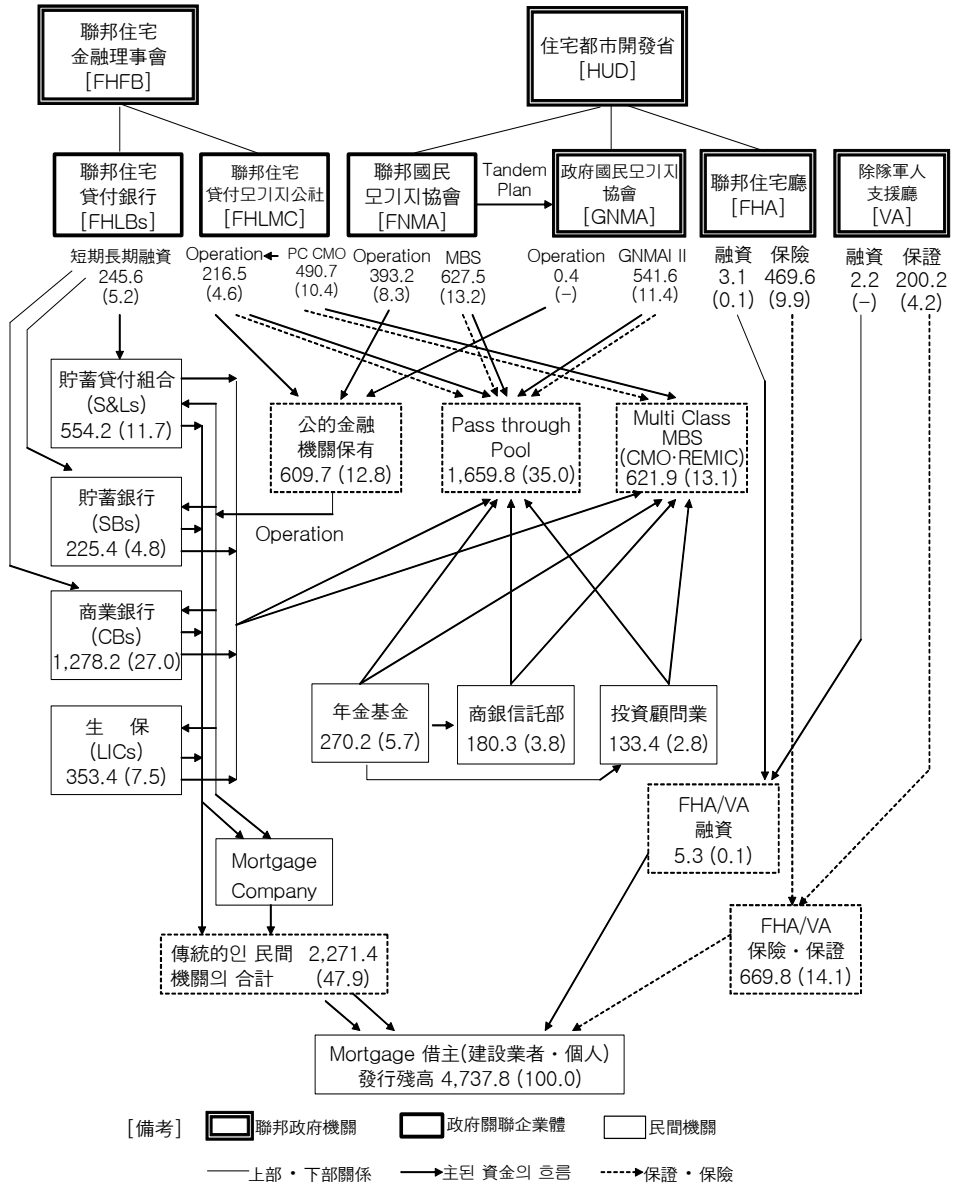 聯邦住宅
金融理事會
[FHFB]
住宅都市開發省
[HUD]
聯邦住宅
貸付銀行
[FHLBs]
聯邦住宅
貸付모기지公社
[FHLMC]
聯邦國民
모기지協會
[FNMA]
Tandem
Plan
政府國民모기지
協會
[GNMA]
聯邦住宅廳
[FHA]
除隊軍人
支援廳
[VA]
短期長期融資
245.6
(5.2)
Operation
216.5
(4.6)
PC CMO
490.7
(10.4)
Operation
393.2
(8.3)
MBS
627.5
(13.2)
Operation
0.4
(-)
GNMAI II
541.6
(11.4)
融資
3.1
(0.1)
保險
469.6
(9.9)
融資
2.2
(-)
保證
200.2
(4.2)
貯蓄貸付組合
(S&Ls)
554.2 (11.7)
公的金融
機關保有
609.7 (12.8)
Pass through
Pool
1,659.8 (35.0)
Multi Class
MBS
(CMO·REMIC)
621.9 (13.1)
貯蓄銀行
(SBs)
225.4 (4.8)
Operation
商業銀行
(CBs)
1,278.2 (27.0)
年金基金
270.2 (5.7)
商銀信託部
180.3 (3.8)
投資顧問業
133.4 (2.8)
生 保
(LICs)
353.4 (7.5)
FHA/VA
融資
5.3 (0.1)
Mortgage
Company
FHA/VA
保險・保證
669.8 (14.1)
傳統的인 民間 2,271.4
機關의 合計 (47.9)
Mortgage 借主(建設業者・個人)
發行殘高 4,737.8 (100.0)
[備考] 聯邦政府機關 政府關聯企業體 民間機關
上部・下部關係 主된 資金의 흐름 保證・保險